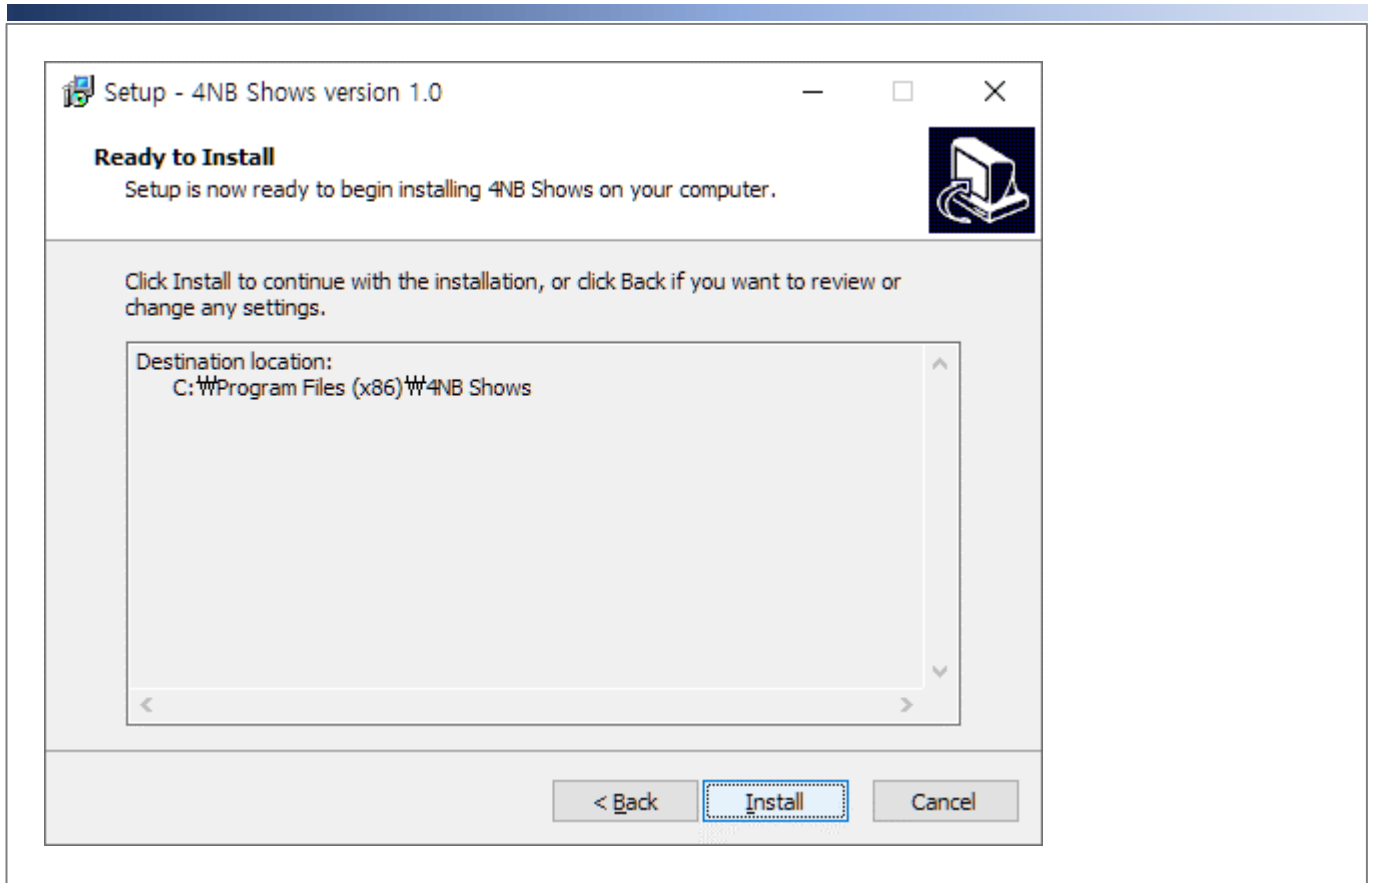 Setup - 4NB Shows version 1.0
Ready to Install
Setup is now ready to begin installing 4NB Shows on your computer.
Click Install to continue with the installation, or click Back if you want to review or
change any settings.
Destination location:
C:₩Program Files (x86)₩4NB Shows
< Back
Install
Cancel